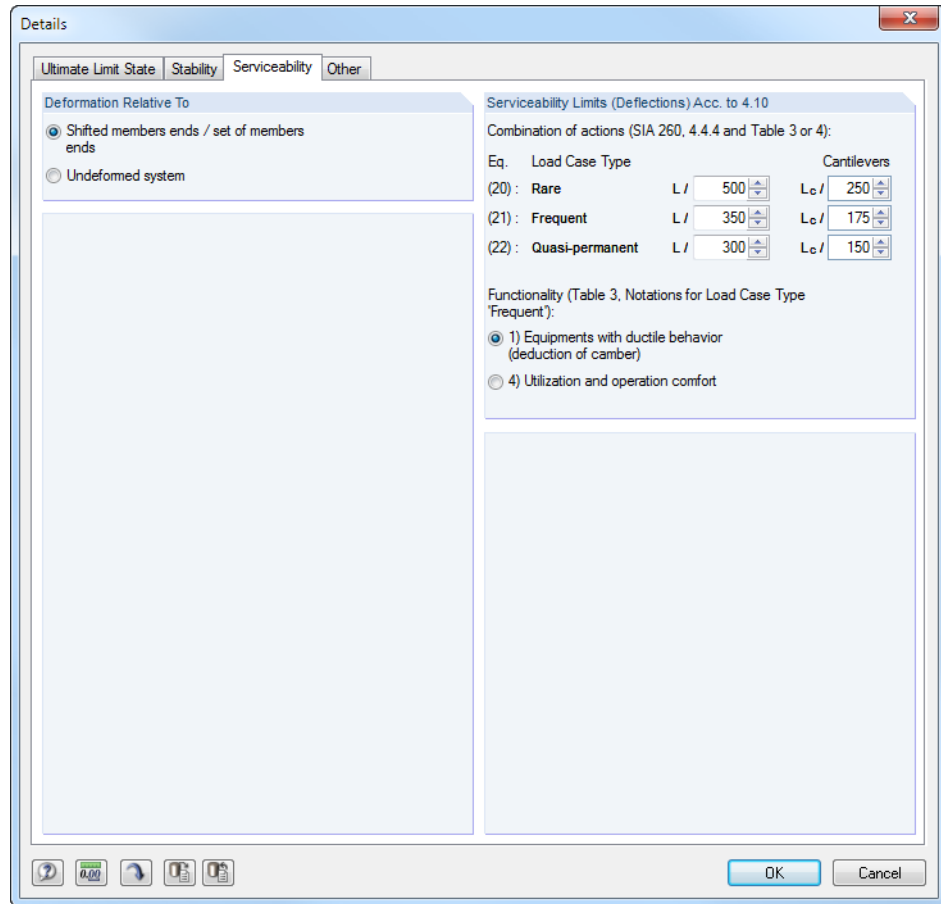 Details
Ultimate Limit State Stability Serviceability Other
Deformation Relative To
Shifted members ends / set of members
ends
Undeformed system
Serviceability Limits (Deflections) Acc. to 4.10
Combination of actions (SIA 260, 4.4.4 and Table 3 or 4):
Eq. Load Case Type Cantilevers
(20) : Rare L / 500 Lc / 250
(21) : Frequent L / 350 Lc / 175
(22) : Quasi-permanent L / 300 Lc / 150
Functionality (Table 3, Notations for Load Case Type
'Frequent'):
1) Equipments with ductile behavior
(deduction of camber)
4) Utilization and operation comfort
0.00
OK Cancel